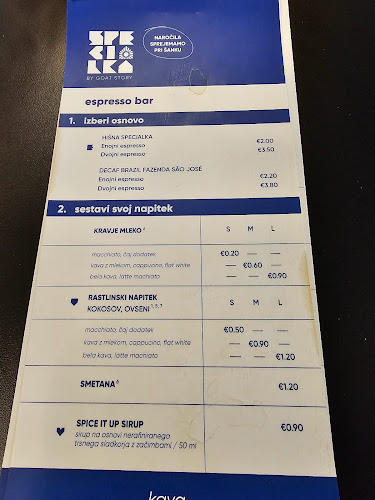 SPE
CIA
LKA
BY GOAT STORY
NAROČILA
SPREJEMAMO
PRI ŠANKU
espresso bar
1. izberi osnovo
HIŠNA SPECIALKA
Enojni espresso €2.00
Dvojni espresso €3.50
DECAF BRAZIL FAZENDA SÃO JOSÉ
Enojni espresso €2.20
Dvojni espresso €3.80
2. sestavi svoj napitek
KRAVJE MLEKO 6 S M L
macchiato, čaj dodatek €0.20 — —
kava z mlekom, cappucino, flat white — €0.60 —
bela kava, latte machiato — — €0.90
RASTLINSKI NAPITEK S M L
KOKOSOV, OVSENI
macchiato, čaj dodatek €0.50 — —
kava z mlekom, cappucino, flat white — €0.90 —
bela kava, latte machiato — — €1.20
SMETANA 6 €1.20
SPICE IT UP SIRUP €0.90
sirup na osnovi nerafiniranega
trsnega sladkorja z začimbami / 50 ml
kava